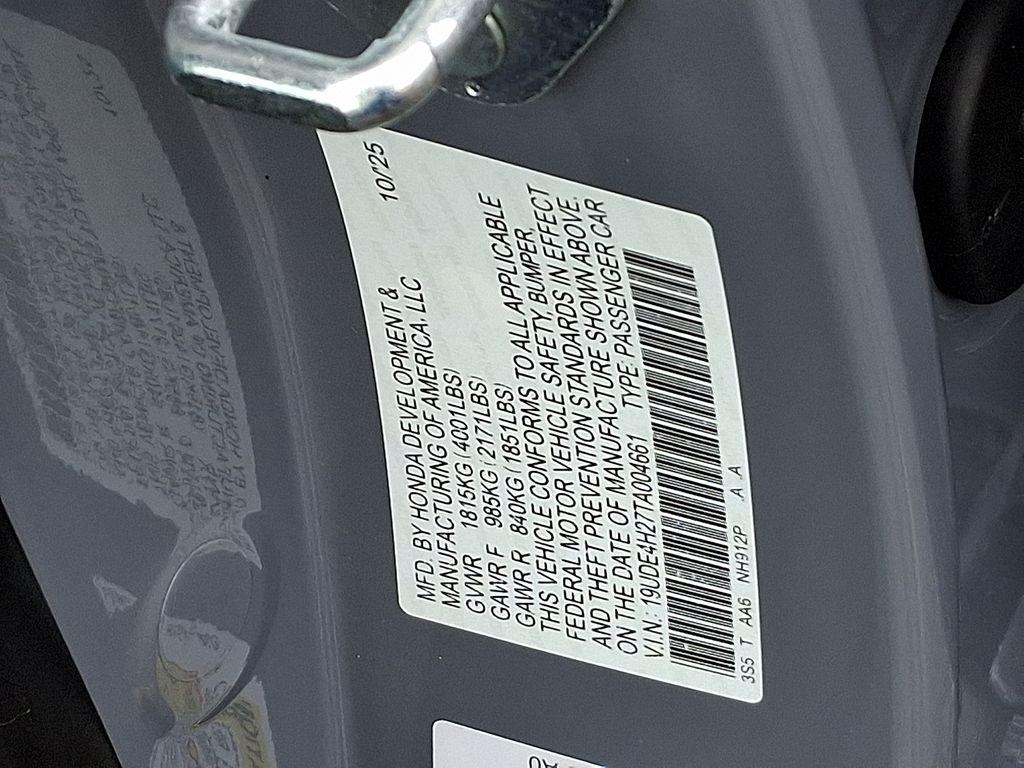 MFD. BY HONDA DEVELOPMENT & 10/25
MANUFACTURING OF AMERICA, LLC
GVWR 1815KG (4001LBS)
GAWR F 985KG (2171LBS)
GAWR R 840KG (1851LBS)
THIS VEHICLE CONFORMS TO ALL APPLICABLE
FEDERAL MOTOR VEHICLE SAFETY, BUMPER,
AND THEFT PREVENTION STANDARDS IN EFFECT
ON THE DATE OF MANUFACTURE SHOWN ABOVE.
V.I.N.: 19UDE4H27TA004661 TYPE: PASSENGER CAR
3S5 T AA6 NH912P A A